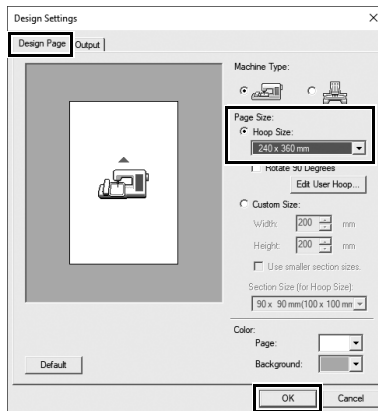 Design Settings
Design Page
Output
Machine Type:
Page Size:
Hoop Size:
240 x 360 mm
Rotate 90 Degrees
Edit User Hoop...
Custom Size:
Width: 200 mm
Height: 200 mm
Use smaller section sizes.
Section Size (for Hoop Size):
90 x 90 mm(100 x 100 mm
Color:
Page:
Background:
Default
OK
Cancel